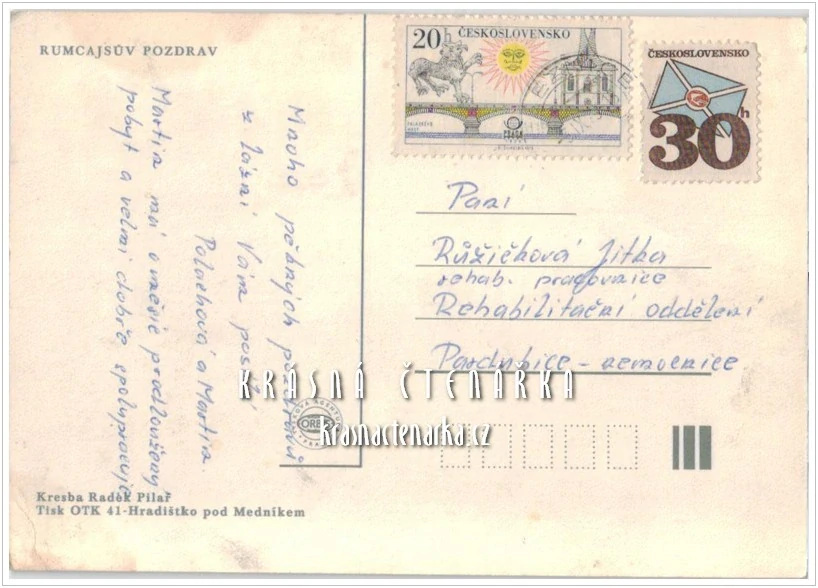 RUMCAJSŮV POZDRAV
Mnoho pěkných pozdravů
z lázní Vám posílají
Polachová a Martin.
Martin má o měsíc prodloužený
pobyt a velmi dobře spolupracuje
Kresba Radek Pilař
Tisk OTK 41-Hradištko pod Medníkem
20h ČESKOSLOVENSKO
PRAGA
ČESKOSLOVENSKO
30h
Paní
Růžičková Jitka
rehab. pracovnice
Rehabilitační oddělení
Pardubice - nemocnice
KRÁSNÁ ČTENÁŘKA
krasnactenarka.cz